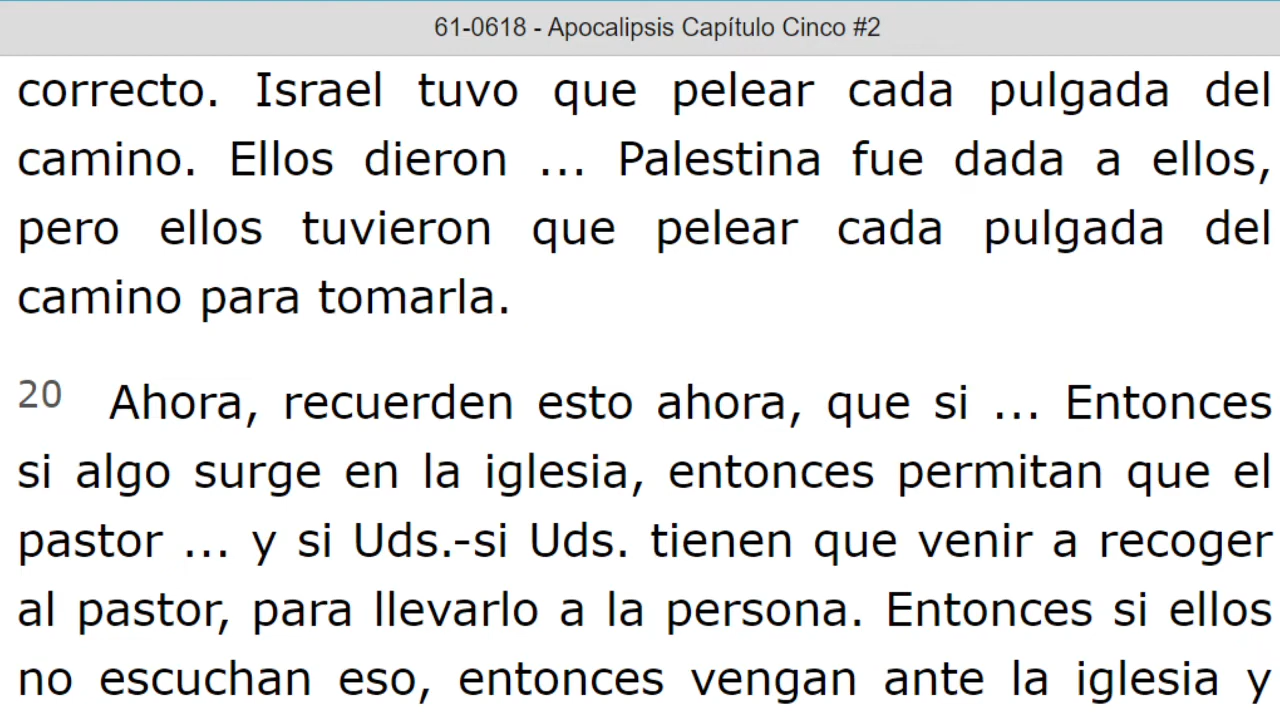 61-0618 - Apocalipsis Capítulo Cinco #2
correcto. Israel tuvo que pelear cada pulgada del
camino. Ellos dieron ... Palestina fue dada a ellos,
pero ellos tuvieron que pelear cada pulgada del
camino para tomarla.
20 Ahora, recuerden esto ahora, que si ... Entonces
si algo surge en la iglesia, entonces permitan que el
pastor ... y si Uds.-si Uds. tienen que venir a recoger
al pastor, para llevarlo a la persona. Entonces si ellos
no escuchan eso, entonces vengan ante la iglesia y